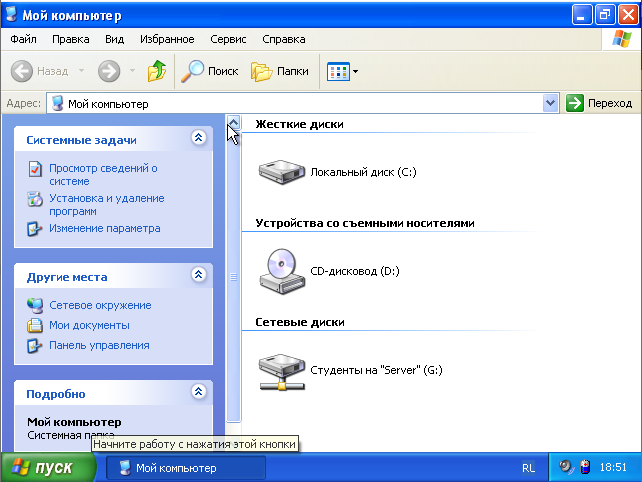 Мой компьютер
Файл Правка Вид Избранное Сервис Справка
Назад Поиск Папки
Адрес: Мой компьютер Переход
Системные задачи
Просмотр сведений о
системе
Установка и удаление
программ
Изменение параметра
Другие места
Сетевое окружение
Мои документы
Панель управления
Подробно
Мой компьютер
Системная папка
Жесткие диски
Локальный диск (C:)
Устройства со съемными носителями
CD-дисковод (D:)
Сетевые диски
Студенты на "Server" (G:)
Начните работу с нажатия этой кнопки
пуск Мой компьютер RL 18:51